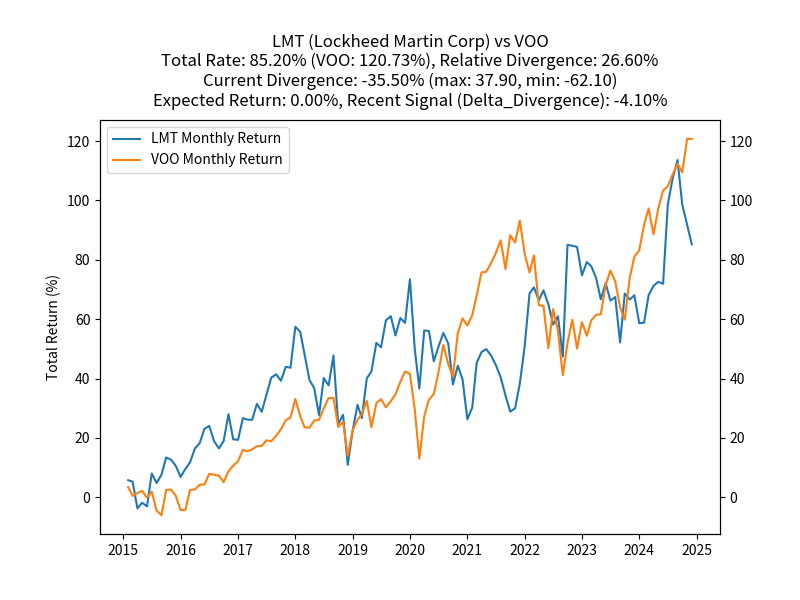 LMT (Lockheed Martin Corp) vs VOO
Total Rate: 85.20% (VOO: 120.73%), Relative Divergence: 26.60%
Current Divergence: -35.50% (max: 37.90, min: -62.10)
Expected Return: 0.00%, Recent Signal (Delta_Divergence): -4.10%
LMT Monthly Return
VOO Monthly Return
Total Return (%)
120
100
80
60
40
20
0
120
100
80
60
40
20
0
2015 2016 2017 2018 2019 2020 2021 2022 2023 2024 2025